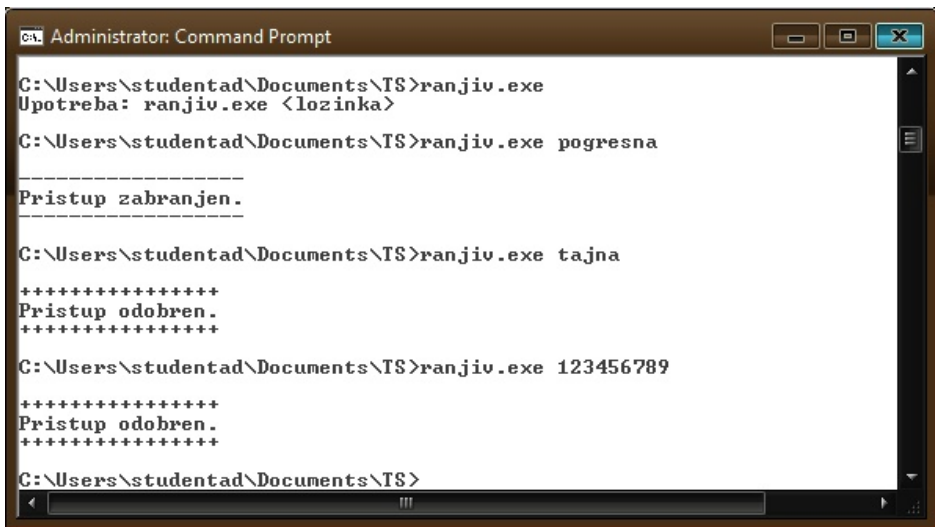 Administrator: Command Prompt
C:\Users\studentad\Documents\TS>ranjiv.exe
Upotreba: ranjiv.exe <lozinka>
C:\Users\studentad\Documents\TS>ranjiv.exe pogresna
------------------
Pristup zabranjen.
------------------
C:\Users\studentad\Documents\TS>ranjiv.exe tajna
++++++++++++++++
Pristup odobren.
++++++++++++++++
C:\Users\studentad\Documents\TS>ranjiv.exe 123456789
++++++++++++++++
Pristup odobren.
++++++++++++++++
C:\Users\studentad\Documents\TS>